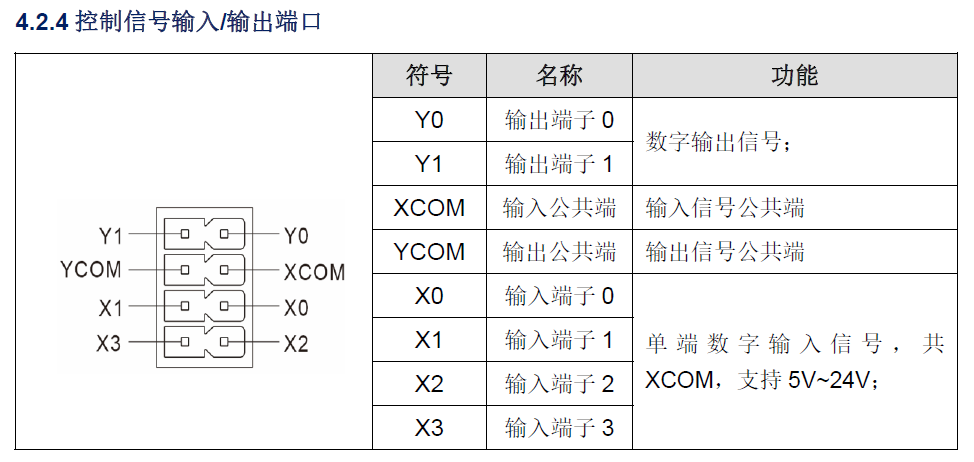 4.2.4 控制信号输入/输出端口
符号 名称 功能
Y0 输出端子 0
Y1 输出端子 1
数字输出信号；
XCOM 输入公共端 输入信号公共端
YCOM 输出公共端 输出信号公共端
X0 输入端子 0
X1 输入端子 1
X2 输入端子 2
X3 输入端子 3
单端数字输入信号，共
XCOM，支持 5V~24V；
Y1 Y0
YCOM XCOM
X1 X0
X3 X2